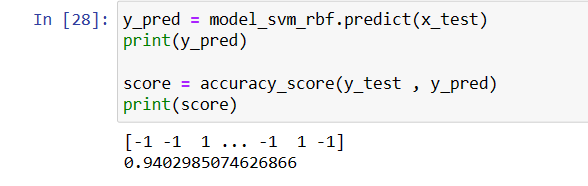 In [28]: y_pred = model_svm_rbf.predict(x_test)
print(y_pred)
score = accuracy_score(y_test , y_pred)
print(score)
[-1 -1  1 ... -1  1 -1]
0.9402985074626866